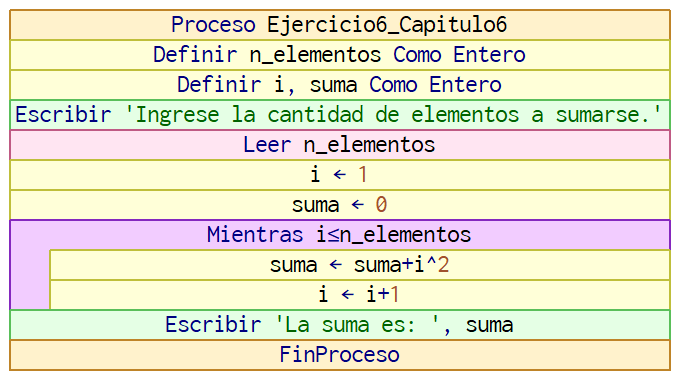 Proceso Ejercicio6_Capitulo6
Definir n_elementos Como Entero
Definir i, suma Como Entero
Escribir 'Ingrese la cantidad de elementos a sumarse.'
Leer n_elementos
i ← 1
suma ← 0
Mientras i≤n_elementos
suma ← suma+i^2
i ← i+1
Escribir 'La suma es: ', suma
FinProceso